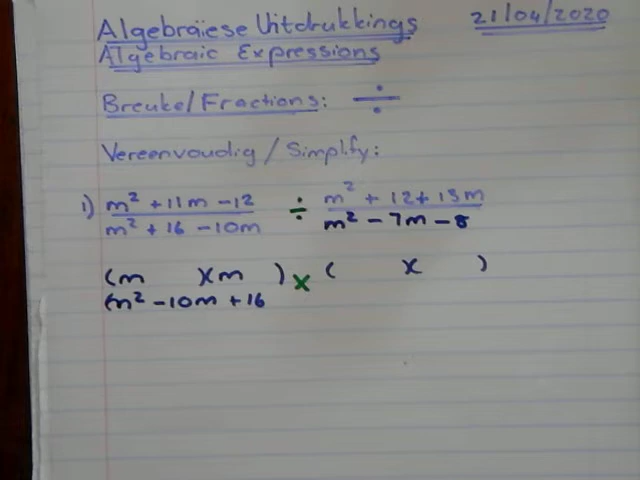 Algebraïese Uitdrukkings 21/04/2020
Algebraic Expressions
Breuke/Fractions: ÷
Vereenvoudig / Simplify:
1) m² + 11m - 12 ÷ m² + 12 + 13m
m² + 16 - 10m m² - 7m - 8
(m )(m ) × ( )( )
(m² - 10m + 16